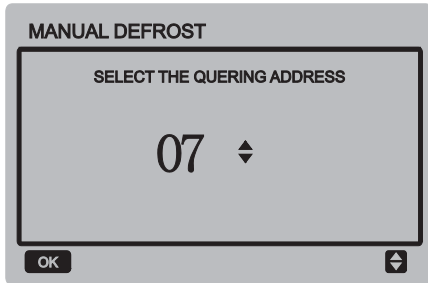 MANUAL DEFROST
SELECT THE QUERING ADDRESS
07
OK